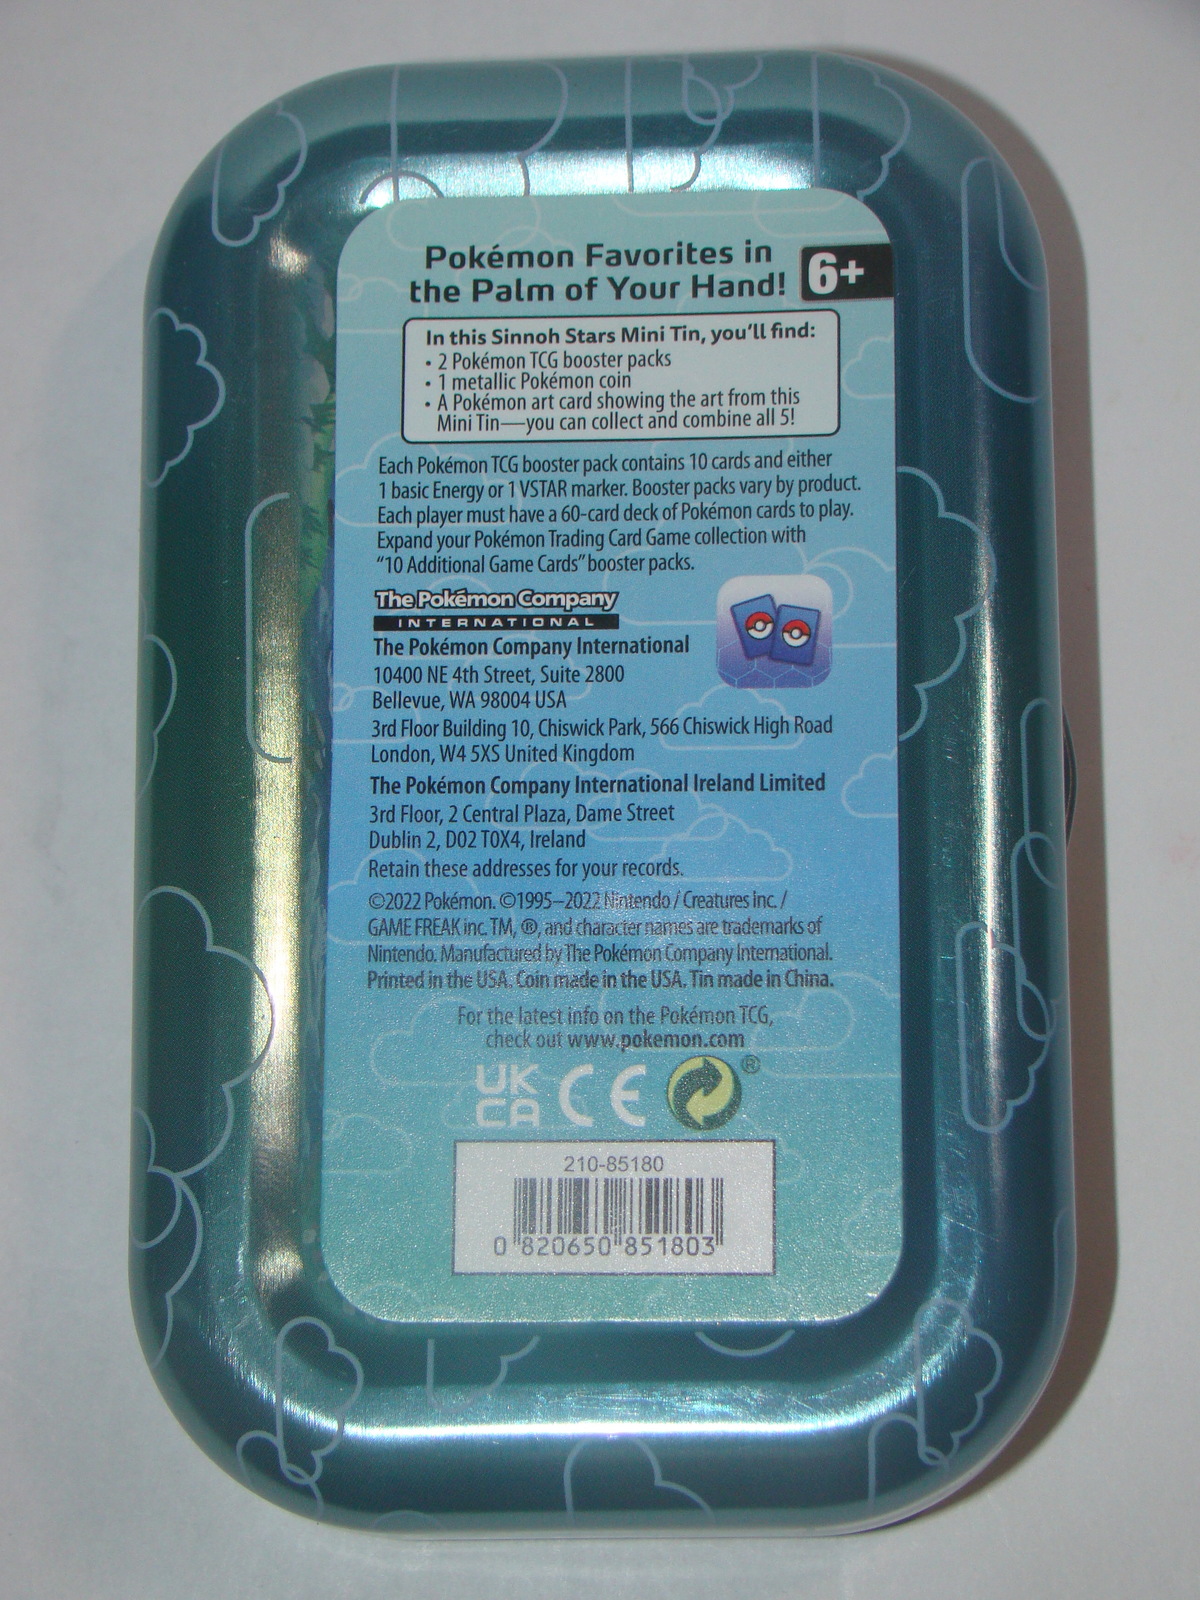 Pokémon Favorites in
the Palm of Your Hand!
6+
In this Sinnoh Stars Mini Tin, you'll find:
• 2 Pokémon TCG booster packs
• 1 metallic Pokémon coin
• A Pokémon art card showing the art from this
Mini Tin—you can collect and combine all 5!
Each Pokémon TCG booster pack contains 10 cards and either
1 basic Energy or 1 VSTAR marker. Booster packs vary by product.
Each player must have a 60-card deck of Pokémon cards to play.
Expand your Pokémon Trading Card Game collection with
“10 Additional Game Cards” booster packs.
The Pokémon Company
INTERNATIONAL
The Pokémon Company International
10400 NE 4th Street, Suite 2800
Bellevue, WA 98004 USA
3rd Floor Building 10, Chiswick Park, 566 Chiswick High Road
London, W4 5XS United Kingdom
The Pokémon Company International Ireland Limited
3rd Floor, 2 Central Plaza, Dame Street
Dublin 2, D02 T0X4, Ireland
Retain these addresses for your records.
©2022 Pokémon. ©1995–2022 Nintendo / Creatures inc. /
GAME FREAK inc. TM, ®, and character names are trademarks of
Nintendo. Manufactured by The Pokémon Company International.
Printed in the USA. Coin made in the USA. Tin made in China.
For the latest info on the Pokémon TCG,
check out www.pokemon.com
UK
CA CE ®
210-85180
0 820650 851803